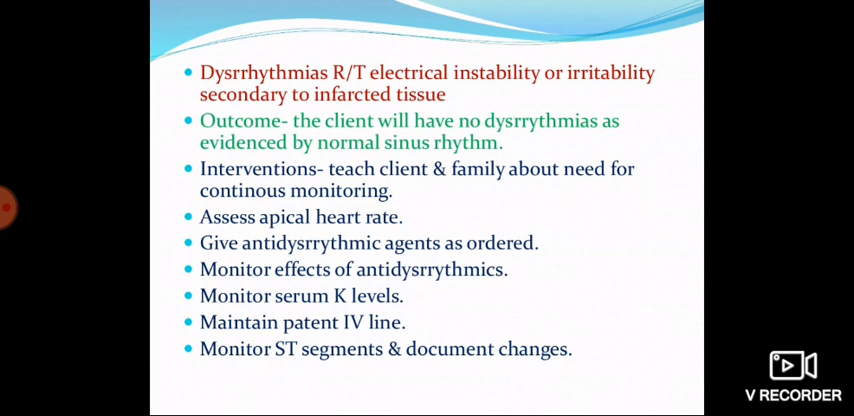 Dysrrhythmias R/T electrical instability or irritability
secondary to infarcted tissue
Outcome- the client will have no dysrrythmias as
evidenced by normal sinus rhythm.
Interventions- teach client & family about need for
continous monitoring.
Assess apical heart rate.
Give antidysrrythmic agents as ordered.
Monitor effects of antidysrrythmics.
Monitor serum K levels.
Maintain patent IV line.
Monitor ST segments & document changes.
V RECORDER